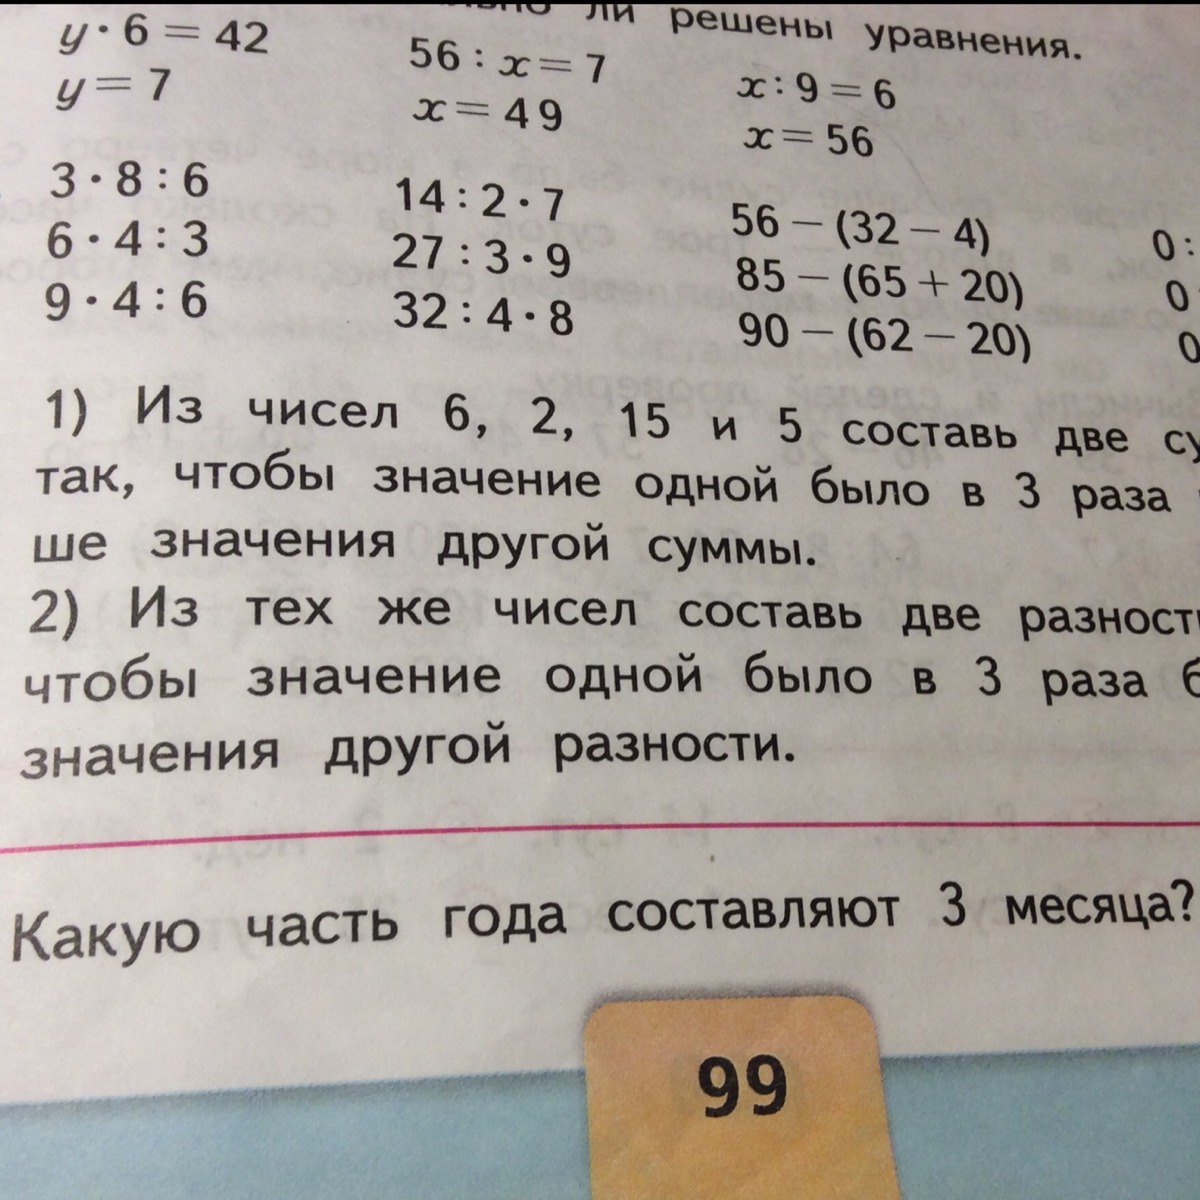 ли решены уравнения.
y · 6 = 42 56 : x = 7 x : 9 = 6
y = 7 x = 49 x = 56
3 · 8 : 6 14 : 2 · 7 56 − (32 − 4) 0 :
6 · 4 : 3 27 : 3 · 9 85 − (65 + 20) 0
9 · 4 : 6 32 : 4 · 8 90 − (62 − 20) 0
1) Из чисел 6, 2, 15 и 5 составь две
так, чтобы значение одной было в 3 раза
ше значения другой суммы.
2) Из тех же чисел составь две
чтобы значение одной было в 3 раза
значения другой разности.
Какую часть года составляют 3 месяца?
99